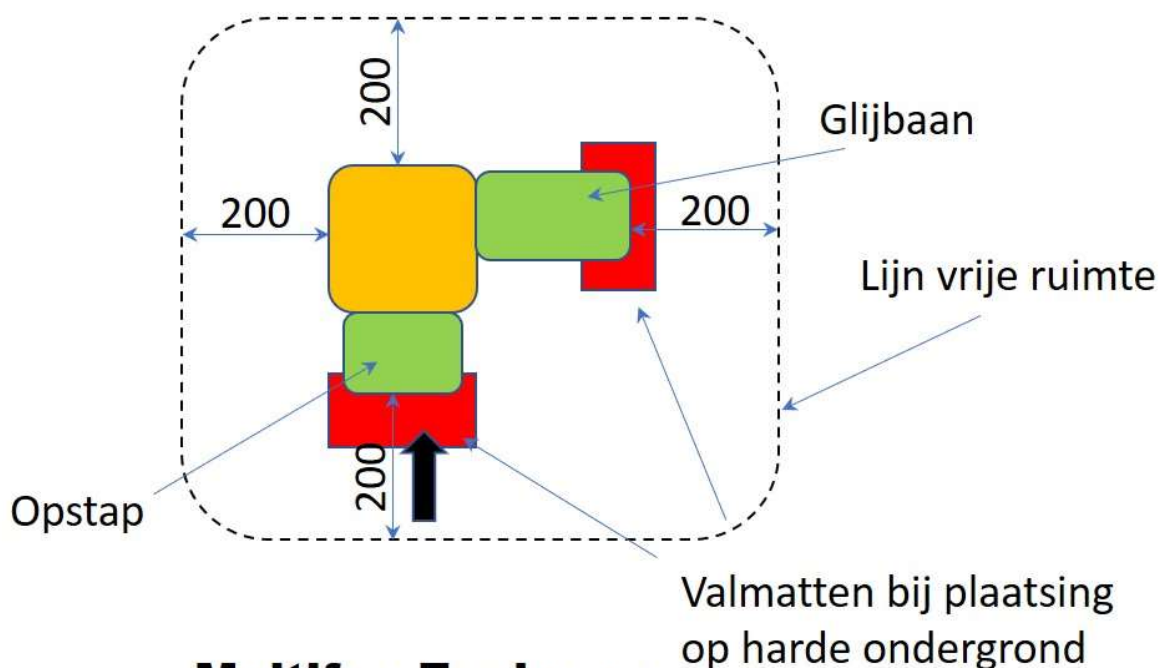 200
Glijbaan
200
200
Lijn vrije ruimte
200
Opstap
Valmatten bij plaatsing
op harde ondergrond